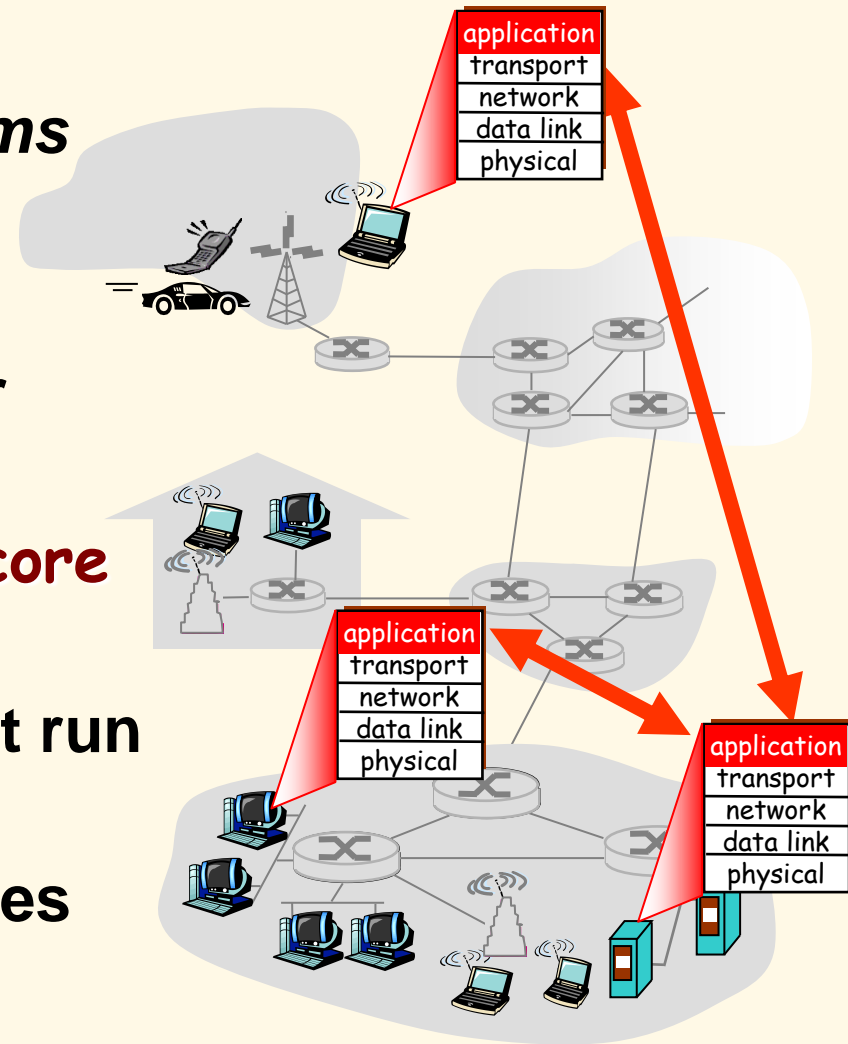 application
transport
network
data link
physical
ms
r
core
application
transport
network
data link
physical
t run
application
transport
network
data link
physical
es